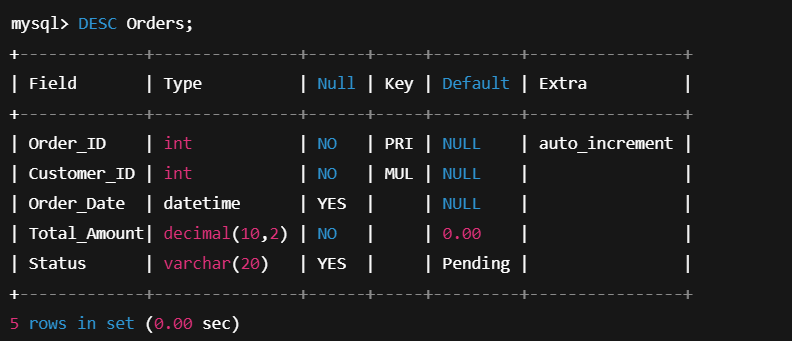 mysql> DESC Orders;
+-------------+--------------+------+-----+---------+----------------+
| Field       | Type         | Null | Key | Default | Extra          |
+-------------+--------------+------+-----+---------+----------------+
| Order_ID    | int          | NO   | PRI | NULL    | auto_increment |
| Customer_ID | int          | NO   | MUL | NULL    |                |
| Order_Date  | datetime     | YES  |     | NULL    |                |
| Total_Amount| decimal(10,2) | NO   |     | 0.00    |                |
| Status      | varchar(20)  | YES  |     | Pending |                |
+-------------+--------------+------+-----+---------+----------------+
5 rows in set (0.00 sec)